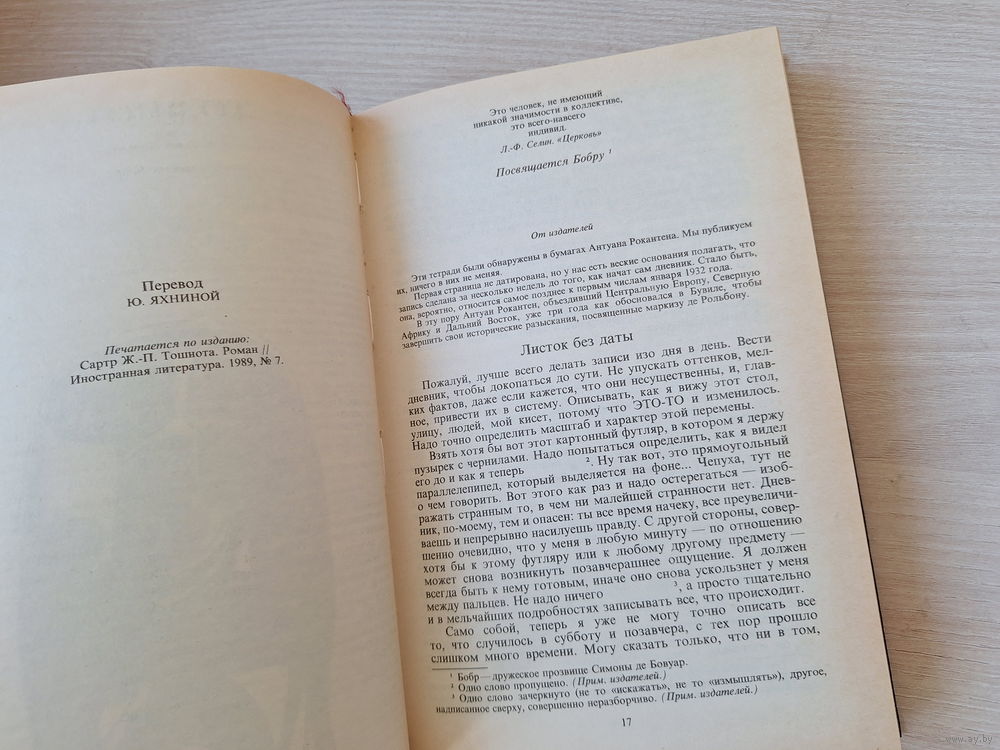 Перевод
Ю. ЯХНИНОЙ
Печатается по изданию:
Сартр Ж.-П. Тошнота. Роман //
Иностранная литература. 1989, № 7.
Это человек, не имеющий
никакой значимости в коллективе,
это всего-навсего
индивид.
Л.-Ф. Селин. «Церковь»
Посвящается Бобру ¹
От издателей
Эти тетради были обнаружены в бумагах Антуана Рокантена. Мы публикуем
их, ничего в них не меняя.
Первая страница не датирована, но у нас есть веские основания полагать, что
запись сделана за несколько недель до того, как начат сам дневник. Стало быть,
она, вероятно, относится самое позднее к первым числам января 1932 года.
В эту пору Антуан Рокантен, объездивший Центральную Европу, Северную
Африку и Дальний Восток, уже три года как обосновался в Бувиле, чтобы
завершить свои исторические разыскания, посвященные маркизу де Рольбону.
Листок без даты
Пожалуй, лучше всего делать записи изо дня в день. Вести
дневник, чтобы докопаться до сути. Не упускать оттенков, мел-
ких фактов, даже если кажется, что они несущественны, и, глав-
ное, привести их в систему. Описывать, как я вижу этот стол,
улицу, людей, мой кисет, потому что ЭТО-ТО и изменилось.
Надо точно определить масштаб и характер этой перемены.
Взять хотя бы вот этот картонный футляр, в котором я держу
пузырек с чернилами. Надо попытаться определить, как я видел
его до и как я теперь ². Ну так вот, это прямоугольный
параллелепипед, который выделяется на фоне... Чепуха, тут не
о чем говорить. Вот этого как раз и надо остерегаться — изоб-
ражать странным то, в чем ни малейшей странности нет. Днев-
ник, по-моему, тем и опасен: ты все время начеку, все преувеличи-
ваешь и непрерывно насилуешь правду. С другой стороны, совер-
шенно очевидно, что у меня в любую минуту — по отношению
хотя бы к этому футляру или к любому другому предмету —
может снова возникнуть позавчерашнее ощущение. Я должен
всегда быть к нему готовым, иначе оно снова ускользнет у меня
между пальцев. Не надо ничего ³, а просто тщательно
и в мельчайших подробностях записывать все, что происходит.
Само собой, теперь я уже не могу точно описать все
то, что случилось в субботу и позавчера, с тех пор прошло
слишком много времени. Могу сказать только, что ни в том,
¹ Бобр — дружеское прозвище Симоны де Бовуар.
² Одно слово пропущено. (Прим. издателей.)
³ Одно слово зачеркнуто (не то «искажать», не то «измышлять»), другое,
надписанное сверху, совершенно неразборчиво. (Прим. издателей.)
17
www.ay.by